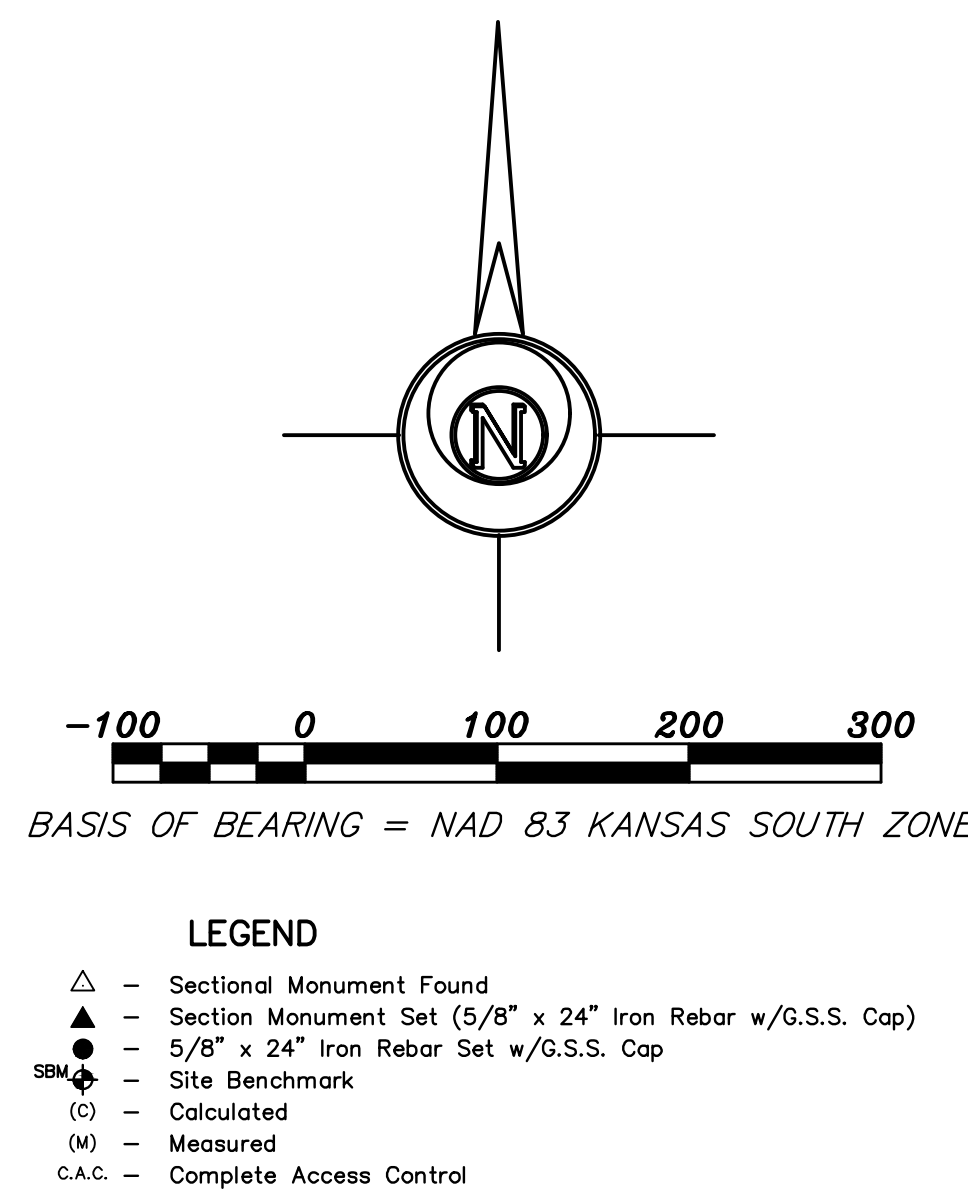 N
-100 0 100 200 300
BASIS OF BEARING = NAD 83 KANSAS SOUTH ZONE
LEGEND
– Sectional Monument Found
– Section Monument Set (5/8" x 24" Iron Rebar w/G.S.S. Cap)
– 5/8" x 24" Iron Rebar Set w/G.S.S. Cap
SBM – Site Benchmark
(C) – Calculated
(M) – Measured
C.A.C. – Complete Access Control